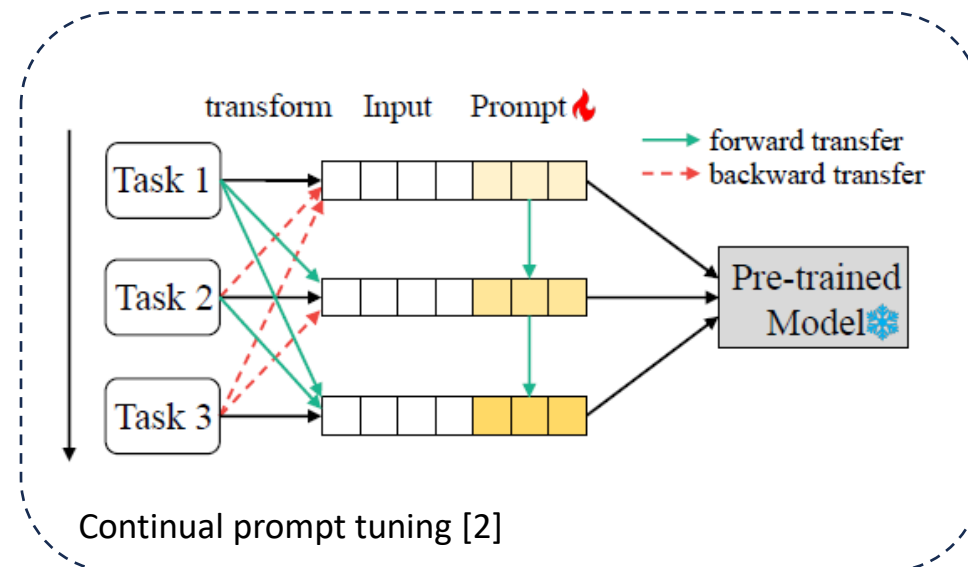 transform Input Prompt
forward transfer
backward transfer
Task 1
Task 2
Task 3
Pre-trained
Model
Continual prompt tuning [2]